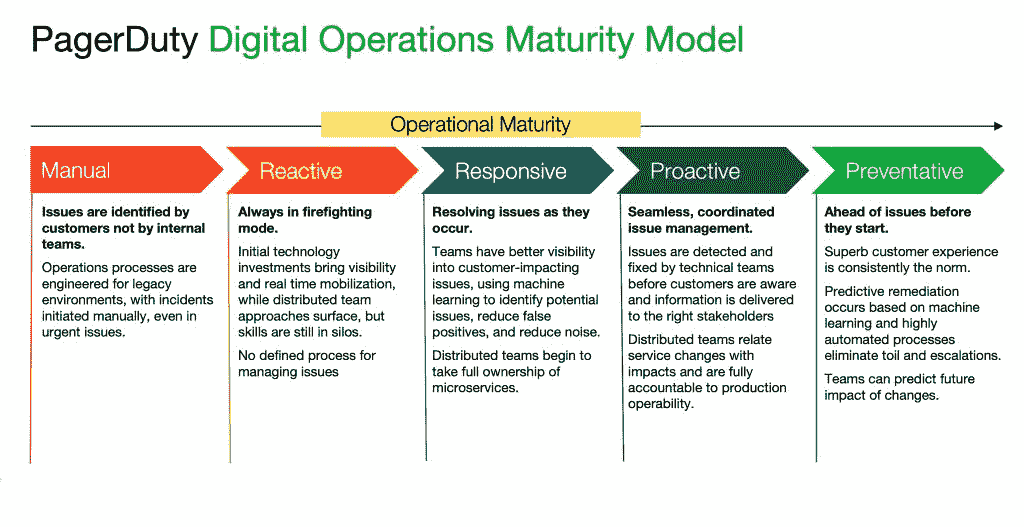 PagerDuty Digital Operations Maturity Model
Operational Maturity
Manual
Issues are identified by
customers not by internal
teams.
Operations processes are
engineered for legacy
environments, with incidents
initiated manually, even in
urgent issues.
Reactive
Always in firefighting
mode.
Initial technology
investments bring visibility
and real time mobilization,
while distributed team
approaches surface, but
skills are still in silos.
No defined process for
managing issues
Responsive
Resolving issues as they
occur.
Teams have better visibility
into customer-impacting
issues, using machine
learning to identify potential
issues, reduce false
positives, and reduce noise.
Distributed teams begin to
take full ownership of
microservices.
Proactive
Seamless, coordinated
issue management.
Issues are detected and
fixed by technical teams
before customers are aware
and information is delivered
to the right stakeholders
Distributed teams relate
service changes with
impacts and are fully
accountable to production
operability.
Preventative
Ahead of issues before
they start.
Superb customer experience
is consistently the norm.
Predictive remediation
occurs based on machine
learning and highly
automated processes
eliminate toil and escalations.
Teams can predict future
impact of changes.